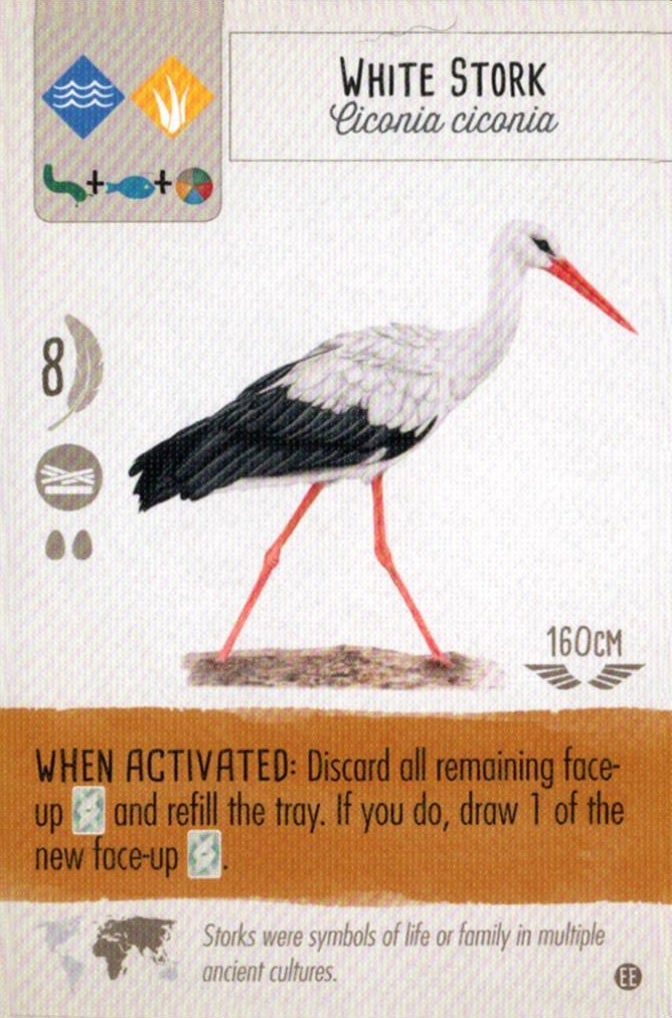 White Stork
Ciconia ciconia
+ +
8
160cm
WHEN ACTIVATED: Discard all remaining face-
up and refill the tray. If you do, draw 1 of the
new face-up .
Storks were symbols of life or family in multiple
ancient cultures.
EE